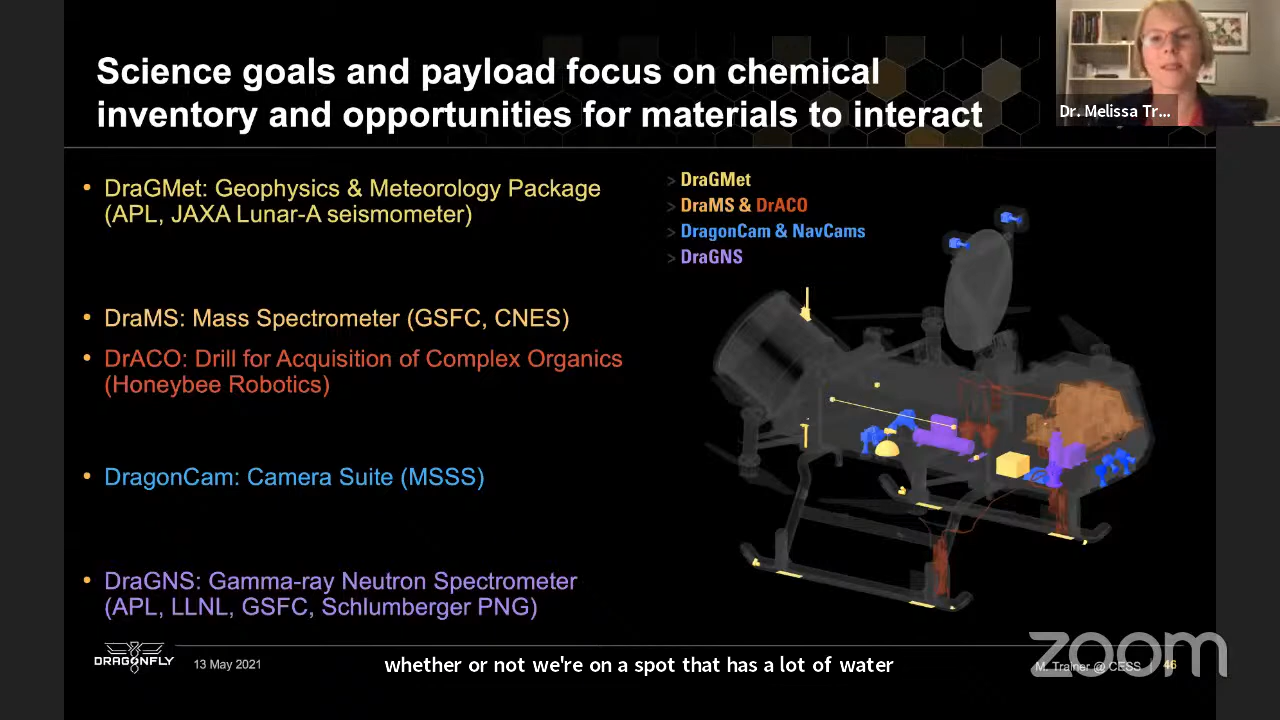 Science goals and payload focus on chemical
inventory and opportunities for materials to interact
Dr. Melissa Tr...
• DraGMet: Geophysics & Meteorology Package
(APL, JAXA Lunar-A seismometer)
• DraMS: Mass Spectrometer (GSFC, CNES)
• DrACO: Drill for Acquisition of Complex Organics
(Honeybee Robotics)
• DragonCam: Camera Suite (MSSS)
• DraGNS: Gamma-ray Neutron Spectrometer
(APL, LLNL, GSFC, Schlumberger PNG)
> DraGMet
> DraMS & DrACO
> DragonCam & NavCams
> DraGNS
DRAGONFLY
13 May 2021
whether or not we're on a spot that has a lot of water
M. Trainer @ CESS | 46
zoom